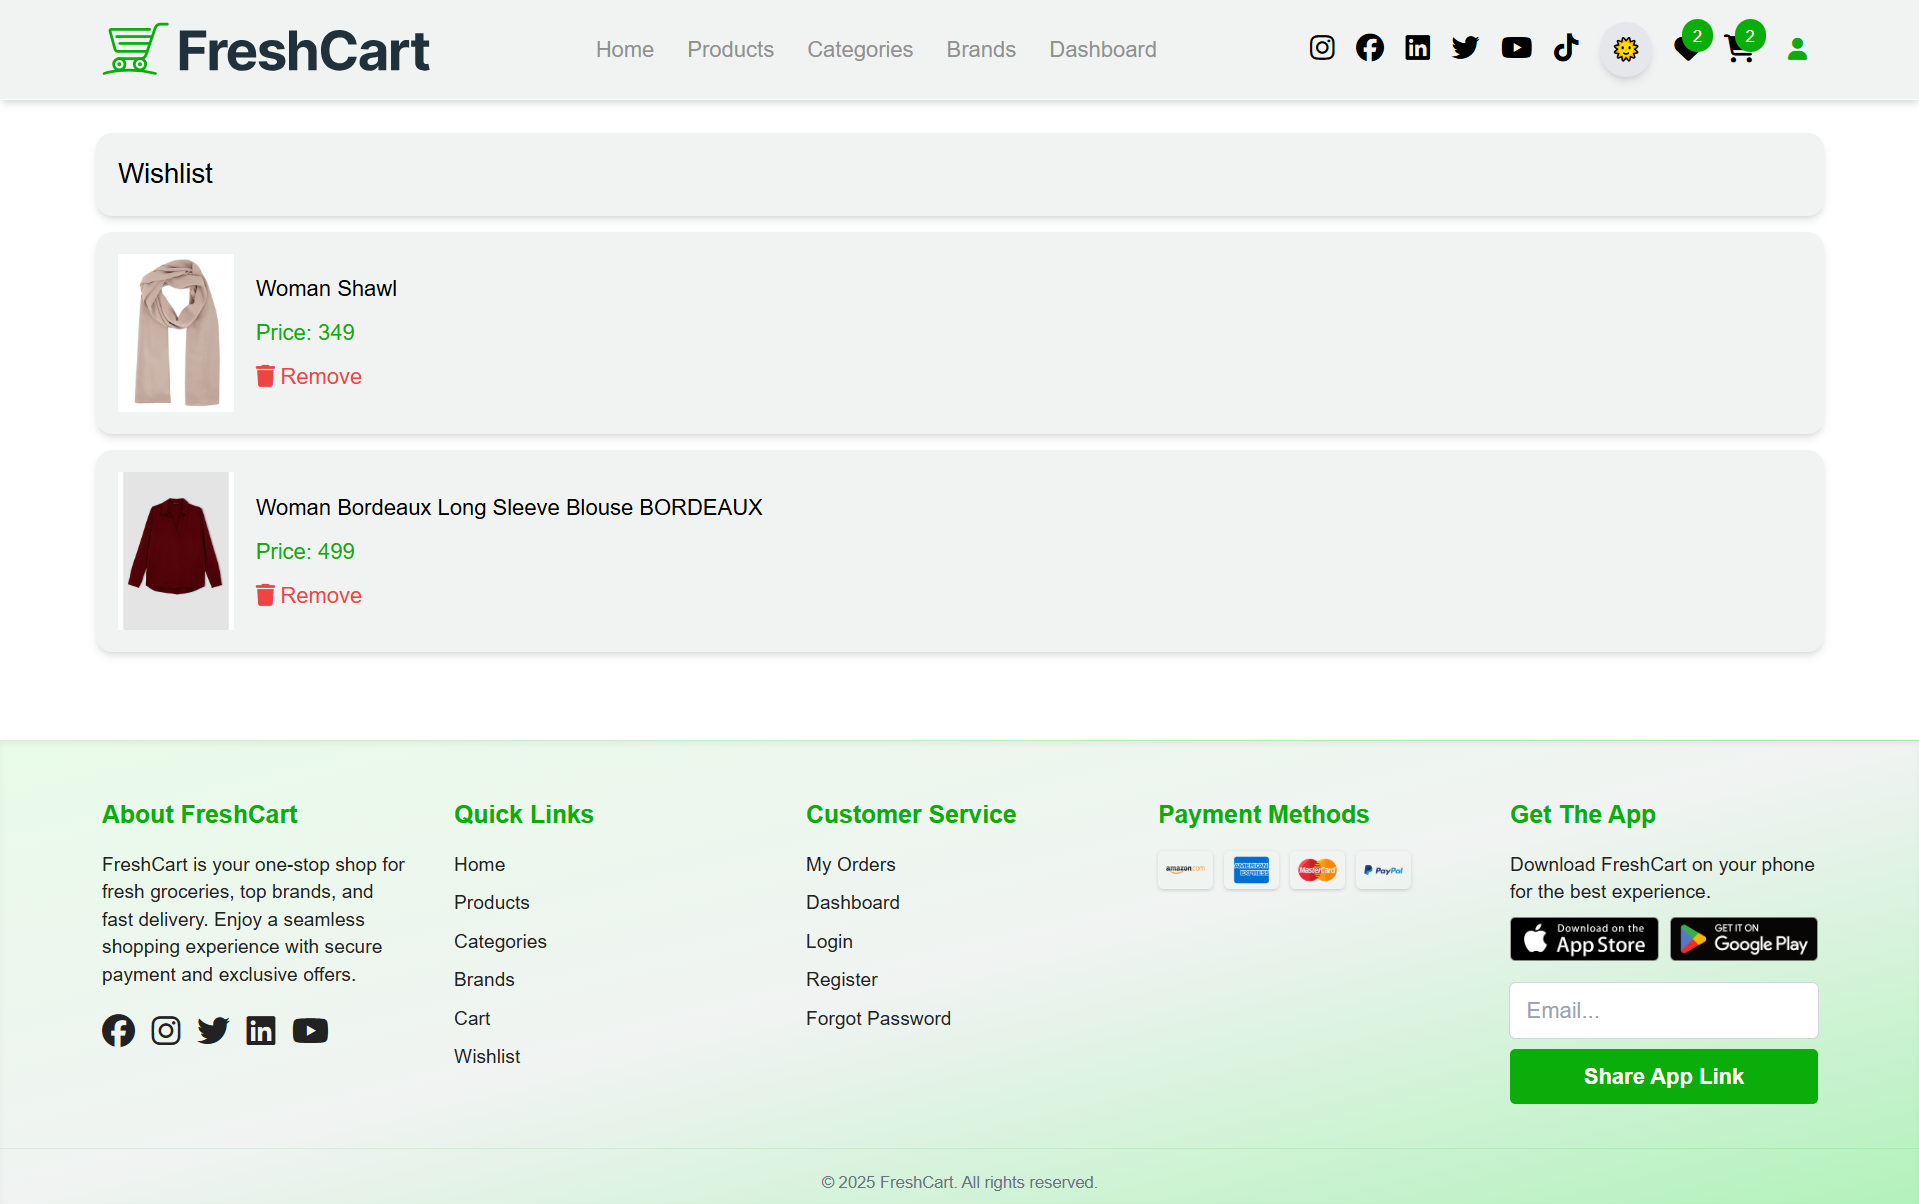 FreshCart
Home Products Categories Brands Dashboard
2 2
Wishlist
Woman Shawl
Price: 349
Remove
Woman Bordeaux Long Sleeve Blouse BORDEAUX
Price: 499
Remove
About FreshCart
FreshCart is your one-stop shop for
fresh groceries, top brands, and
fast delivery. Enjoy a seamless
shopping experience with secure
payment and exclusive offers.
Quick Links
Home
Products
Categories
Brands
Cart
Wishlist
Customer Service
My Orders
Dashboard
Login
Register
Forgot Password
Payment Methods
amazon.com
AMERICAN
EXPRESS
MasterCard
PayPal
Get The App
Download FreshCart on your phone
for the best experience.
Download on the
App Store
GET IT ON
Google Play
Email...
Share App Link
© 2025 FreshCart. All rights reserved.